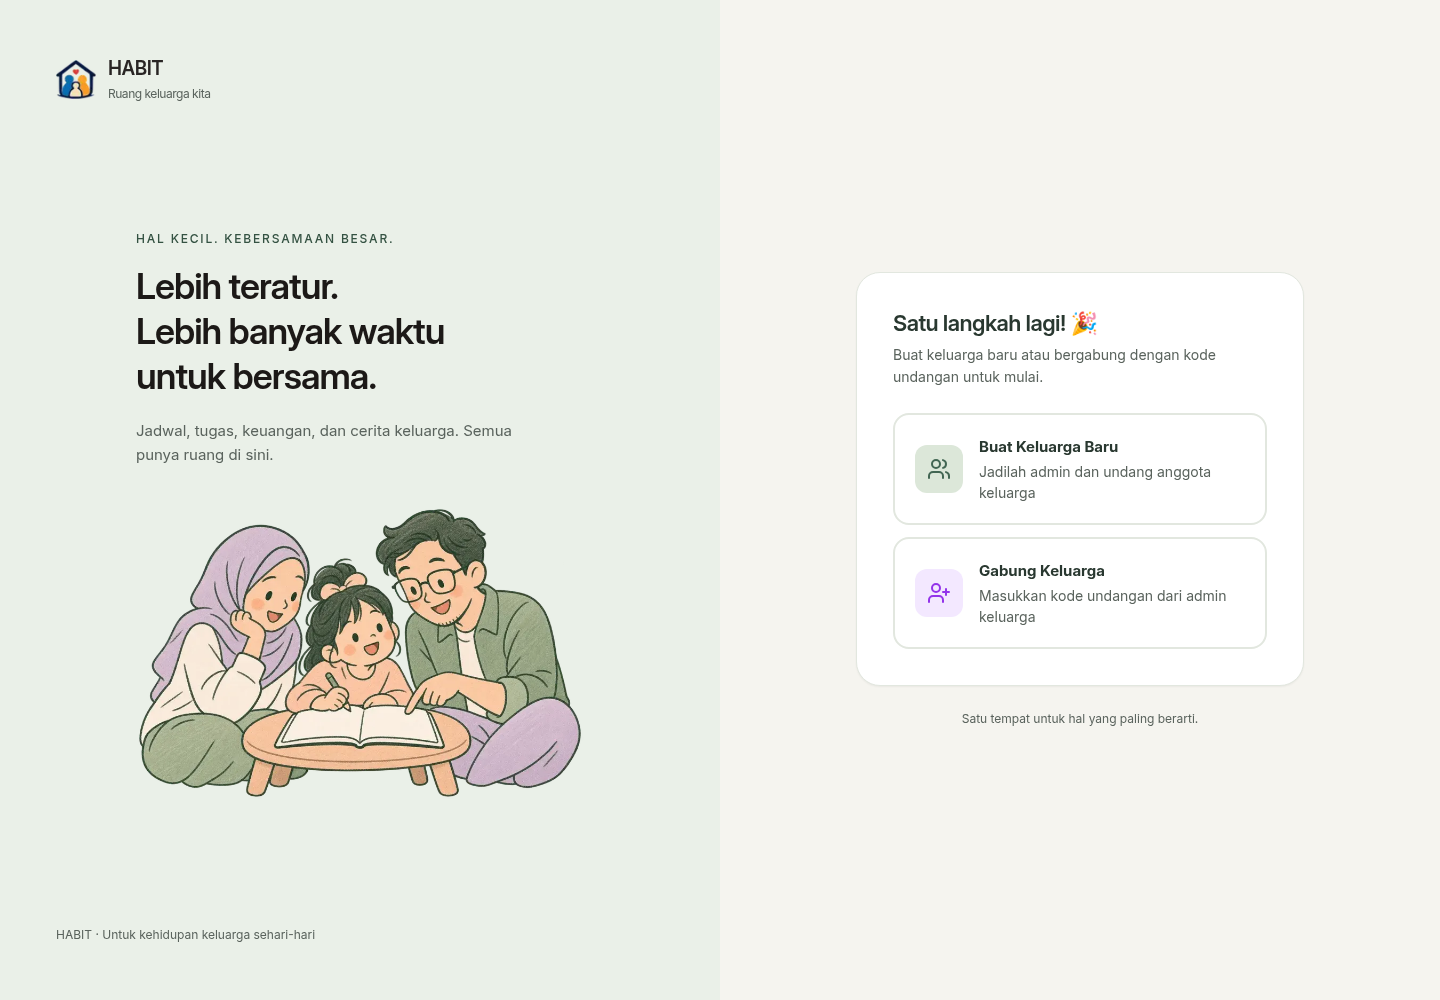 HABIT
Ruang keluarga kita
HAL KECIL. KEBERSAMAAN BESAR.
Lebih teratur.
Lebih banyak waktu
untuk bersama.
Jadwal, tugas, keuangan, dan cerita keluarga. Semua
punya ruang di sini.
HABIT · Untuk kehidupan keluarga sehari-hari
Satu langkah lagi! 🎉
Buat keluarga baru atau bergabung dengan kode
undangan untuk mulai.
Buat Keluarga Baru
Jadilah admin dan undang anggota
keluarga
Gabung Keluarga
Masukkan kode undangan dari admin
keluarga
Satu tempat untuk hal yang paling berarti.